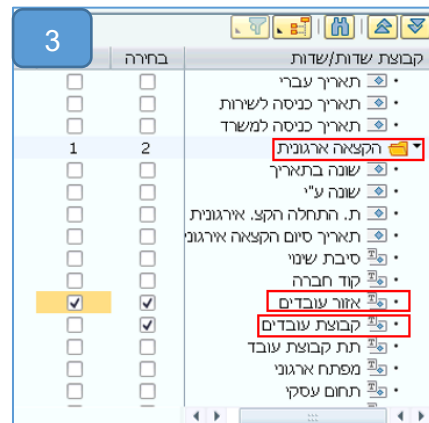 3
קבוצת שדות/שדות בחירה
תאריך עברי
תאריך כניסה לשירות
תאריך כניסה למשרד
הקצאה ארגונית 2 1
שונה בתאריך
שונה ע"י
ת. התחלה הקצ. אירגונית
תאריך סיום הקצאה אירגונ
סיבת שינוי
קוד חברה
אזור עובדים
קבוצת עובדים
תת קבוצת עובד
מפתח ארגוני
תחום עסקי